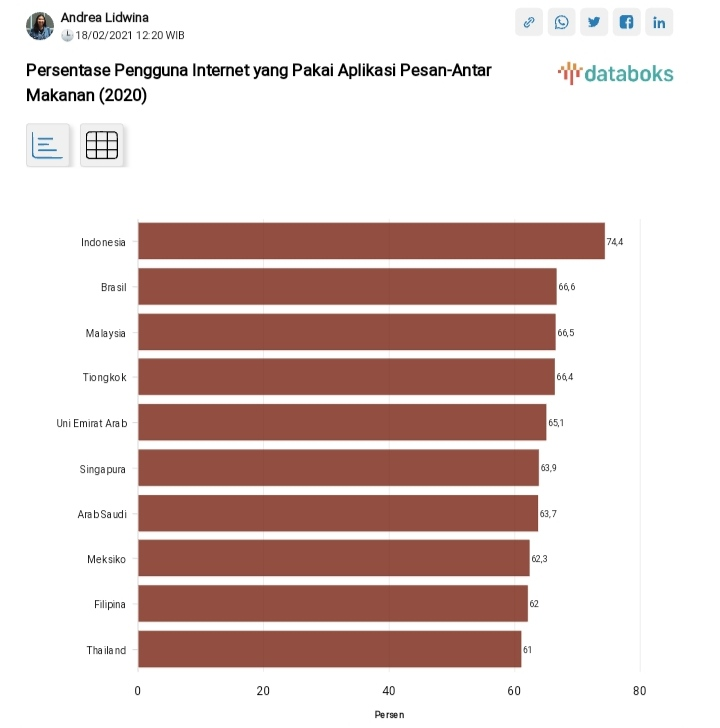 Andrea Lidwina
18/02/2021 12:20 WIB
Persentase Pengguna Internet yang Pakai Aplikasi Pesan-Antar
Makanan (2020)
databoks
Indonesia 74,4
Brasil 66,6
Malaysia 66,5
Tiongkok 66,4
Uni Emirat Arab 65,1
Singapura 63,9
Arab Saudi 63,7
Meksiko 62,3
Filipina 62
Thailand 61
0 20 40 60 80
Persen